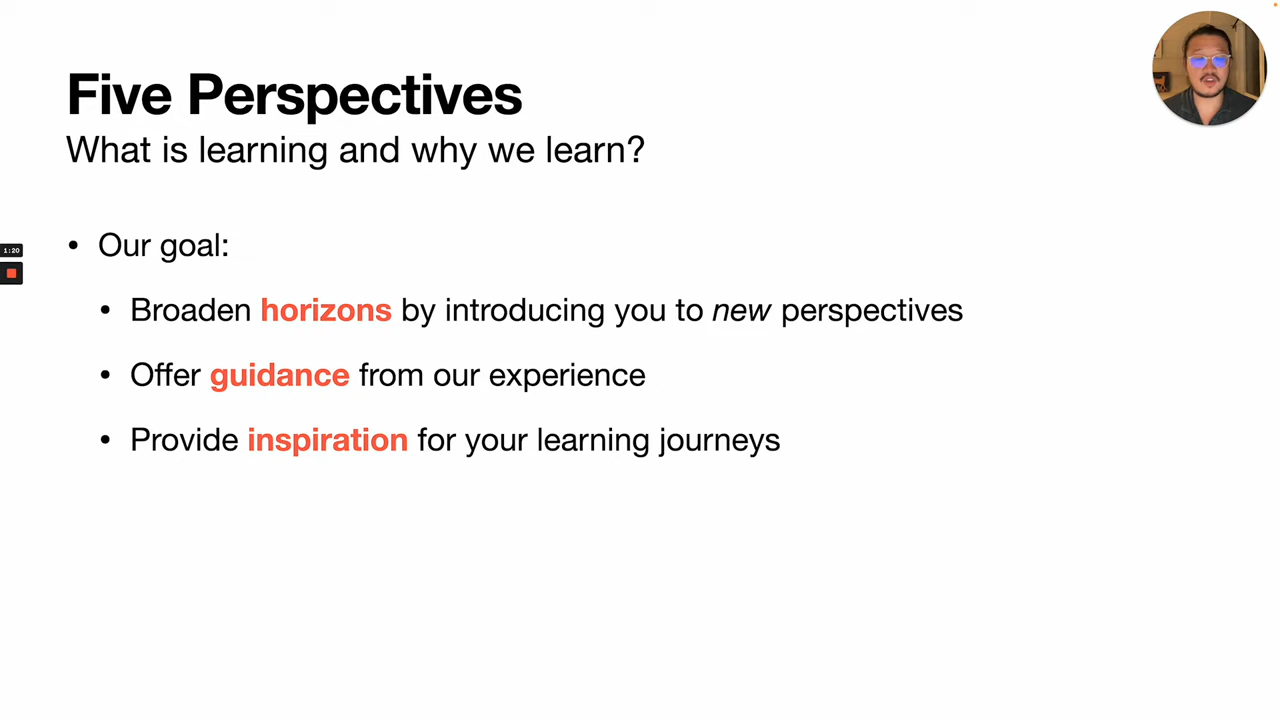 Five Perspectives
What is learning and why we learn?
1:20
• Our goal:
• Broaden horizons by introducing you to new perspectives
• Offer guidance from our experience
• Provide inspiration for your learning journeys